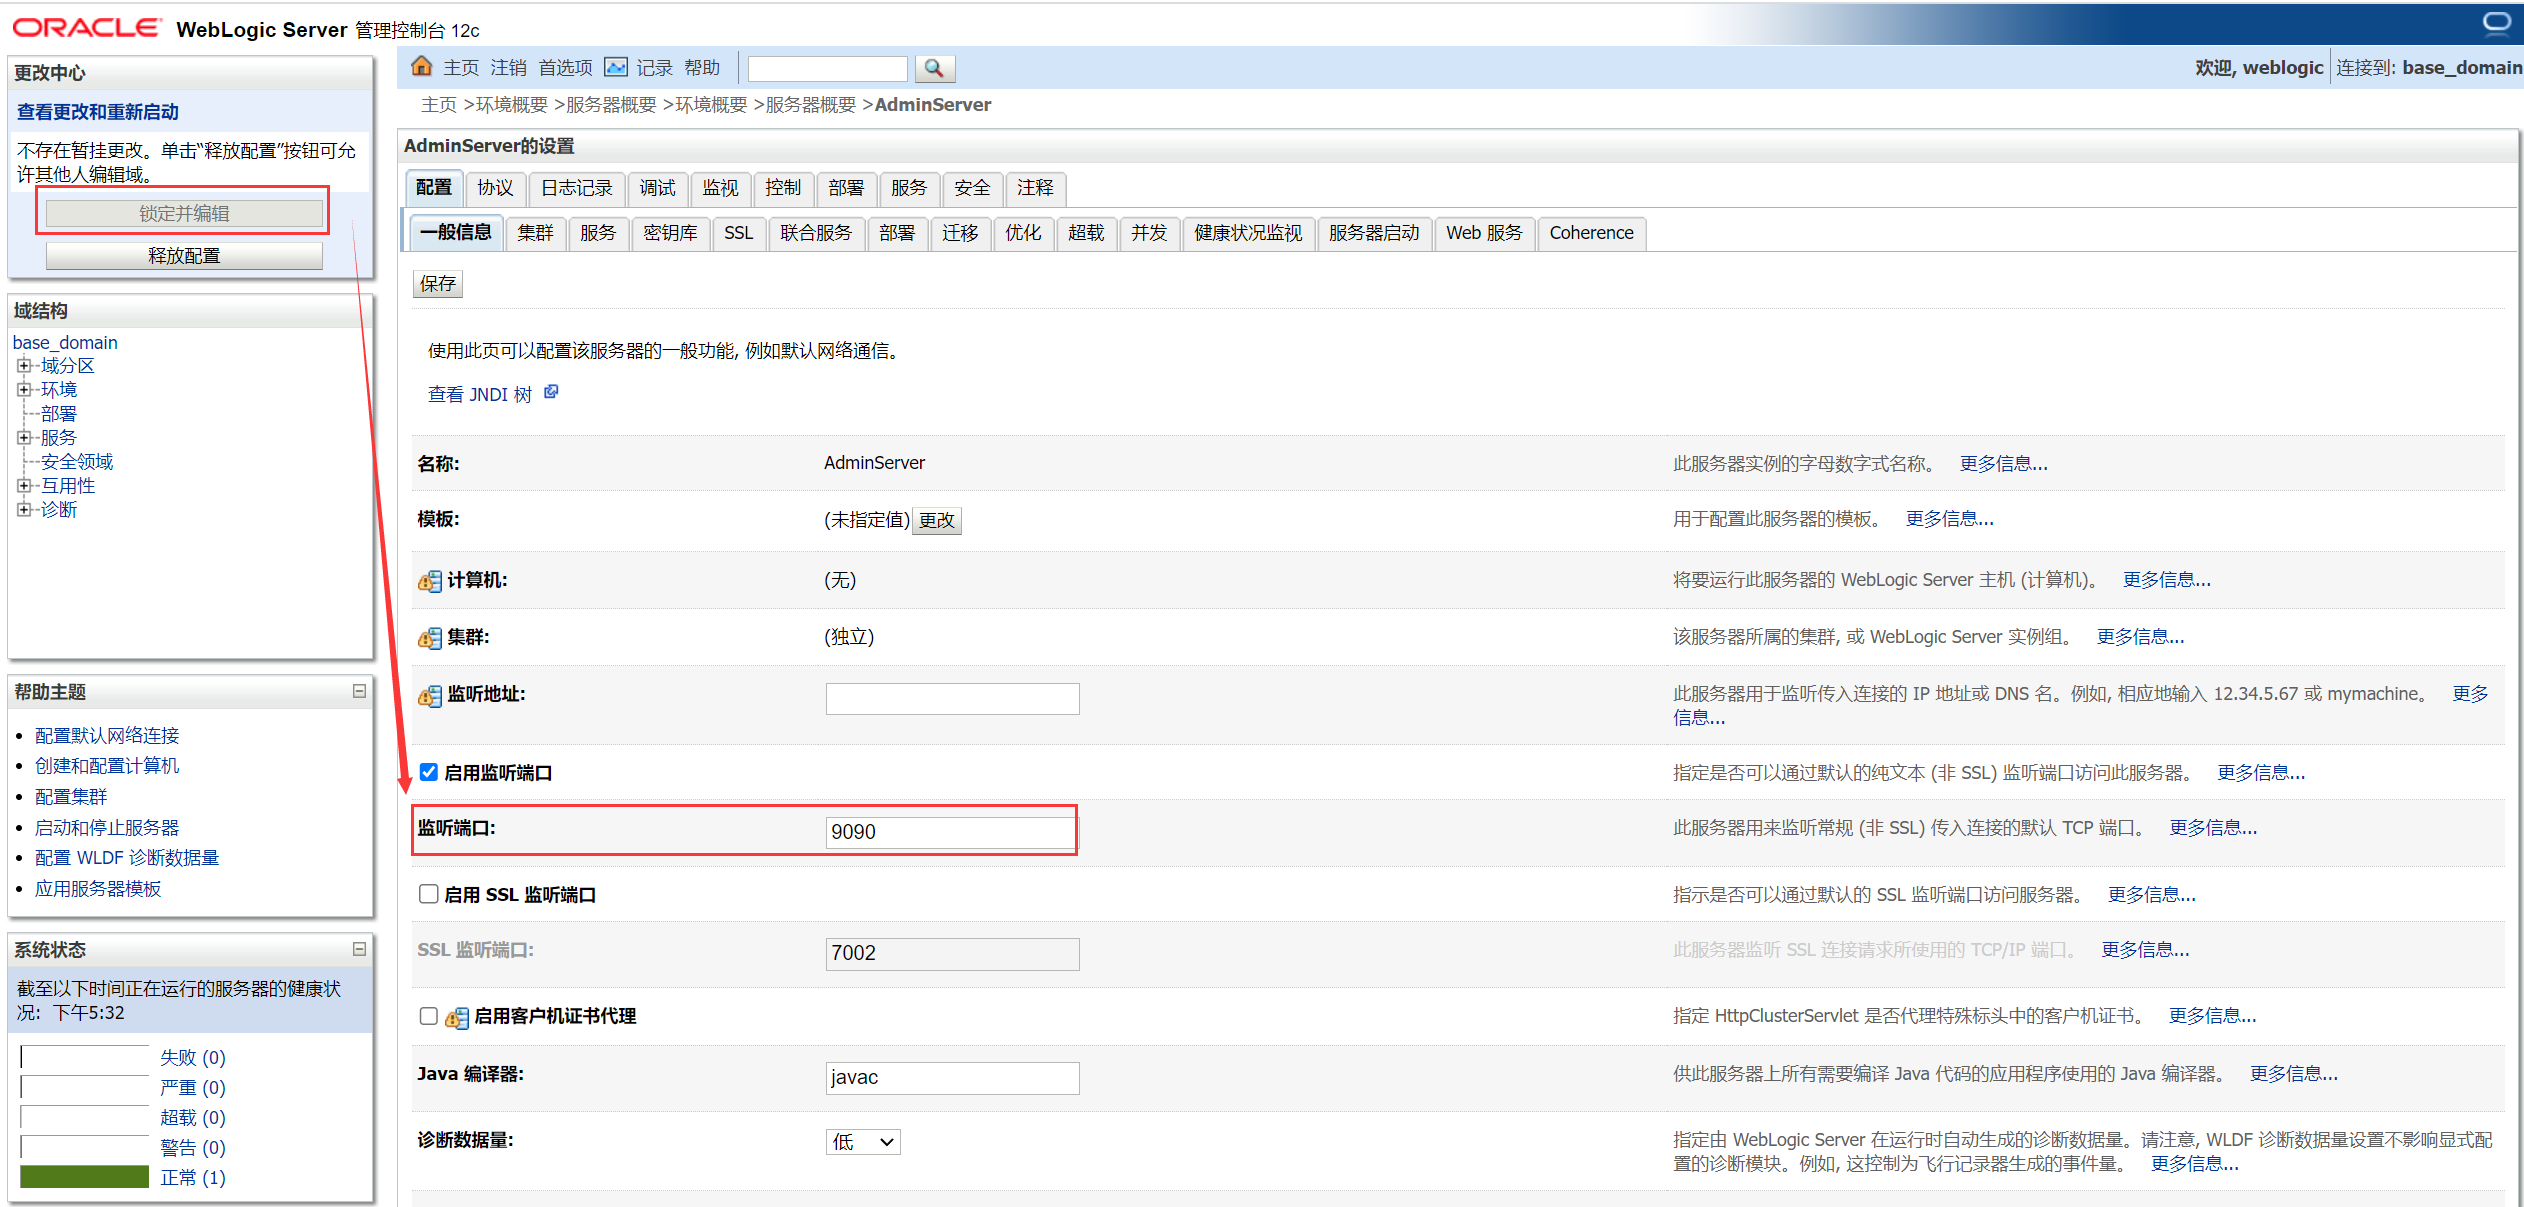 ORACLE WebLogic Server 管理控制台 12c
更改中心
查看更改和重新启动
不存在暂挂更改。单击“释放配置”按钮可允
许其他人编辑域。
锁定并编辑
释放配置
域结构
base_domain
域分区
环境
部署
服务
安全领域
互用性
诊断
帮助主题
配置默认网络连接
创建和配置计算机
配置集群
启动和停止服务器
配置 WLDF 诊断数据量
应用服务器模板
系统状态
截至以下时间正在运行的服务器的健康状
况: 下午5:32
失败 (0)
严重 (0)
超载 (0)
警告 (0)
正常 (1)
主页 注销 首选项 记录 帮助
欢迎, weblogic 连接到: base_domain
主页 >环境概要 >服务器概要 >环境概要 >服务器概要 >AdminServer
AdminServer的设置
配置 协议 日志记录 调试 监视 控制 部署 服务 安全 注释
一般信息 集群 服务 密钥库 SSL 联合服务 部署 迁移 优化 超载 并发 健康状况监视 服务器启动 Web 服务 Coherence
保存
使用此页可以配置该服务器的一般功能, 例如默认网络通信。
查看 JNDI 树
名称: AdminServer 此服务器实例的字母数字式名称。 更多信息...
模板: (未指定值) 更改 用于配置此服务器的模板。 更多信息...
计算机: (无) 将要运行此服务器的 WebLogic Server 主机 (计算机)。 更多信息...
集群: (独立) 该服务器所属的集群, 或 WebLogic Server 实例组。 更多信息...
监听地址: 此服务器用于监听传入连接的 IP 地址或 DNS 名。例如, 相应地输入 12.34.5.67 或 mymachine。 更多
信息...
启用监听端口 指定是否可以通过默认的纯文本 (非 SSL) 监听端口访问此服务器。 更多信息...
监听端口: 9090 此服务器用来监听常规 (非 SSL) 传入连接的默认 TCP 端口。 更多信息...
启用 SSL 监听端口 指示是否可以通过默认的 SSL 监听端口访问服务器。 更多信息...
SSL 监听端口: 7002 此服务器监听 SSL 连接请求所使用的 TCP/IP 端口。 更多信息...
启用客户机证书代理 指定 HttpClusterServlet 是否代理特殊标头中的客户机证书。 更多信息...
Java 编译器: javac 供此服务器上所有需要编译 Java 代码的应用程序使用的 Java 编译器。 更多信息...
诊断数据量: 低 指定由 WebLogic Server 在运行时自动生成的诊断数据量。请注意, WLDF 诊断数据量设置不影响显式配
置的诊断模块。例如, 这控制为飞行记录器生成的事件量。 更多信息...